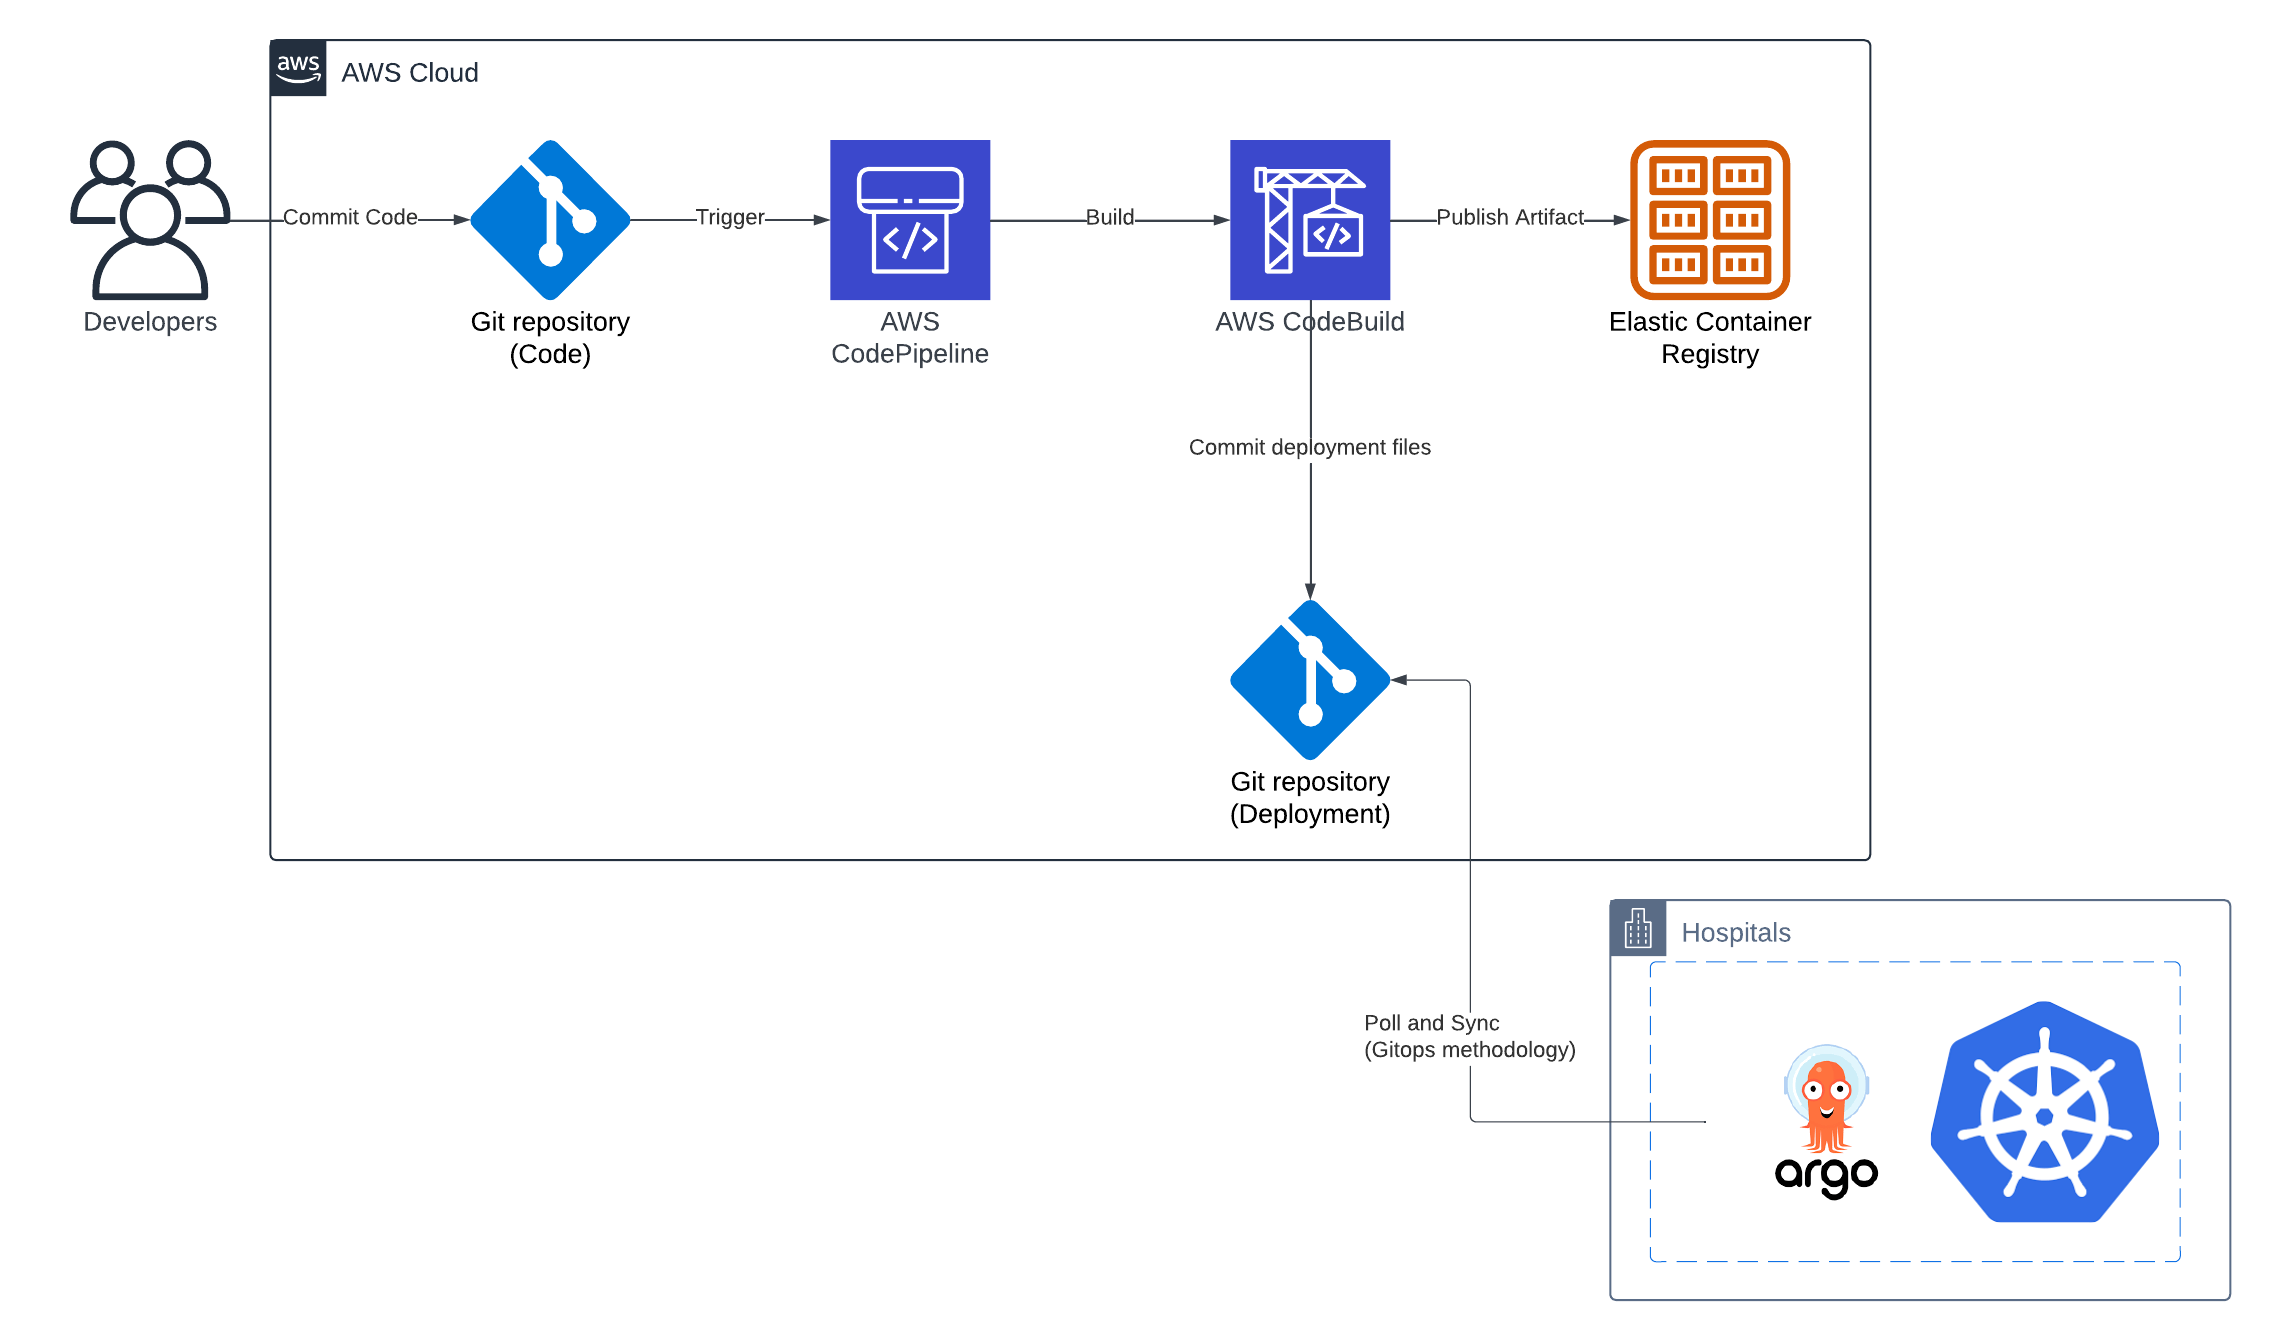 aws
AWS Cloud
Commit Code
Trigger
Build
Publish Artifact
Developers
Git repository
(Code)
AWS
CodePipeline
AWS CodeBuild
Elastic Container
Registry
Commit deployment files
Git repository
(Deployment)
Hospitals
Poll and Sync
(Gitops methodology)
argo